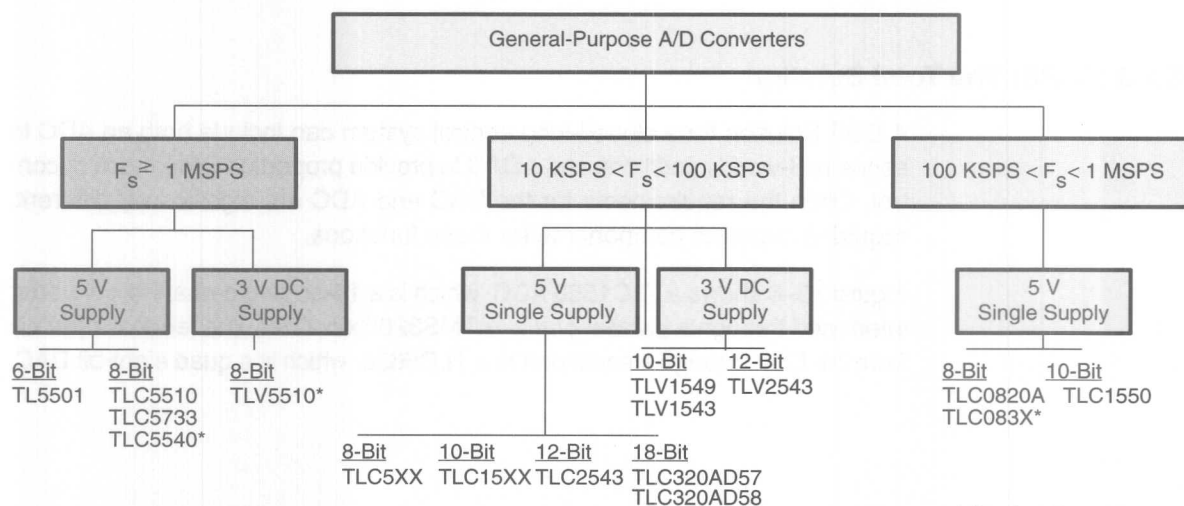 General-Purpose A/D Converters
FS ≥ 1 MSPS
10 KSPS < FS < 100 KSPS
100 KSPS < FS < 1 MSPS
5 V
Supply
3 V DC
Supply
5 V
Single Supply
3 V DC
Supply
5 V
Single Supply
6-Bit
TL5501
8-Bit
TLC5510
TLC5733
TLC5540*
8-Bit
TLV5510*
8-Bit
TLC5XX
10-Bit
TLC15XX
12-Bit
TLC2543
18-Bit
TLC320AD57
TLC320AD58
10-Bit
TLV1549
TLV1543
12-Bit
TLV2543
8-Bit
TLC0820A
TLC083X*
10-Bit
TLC1550